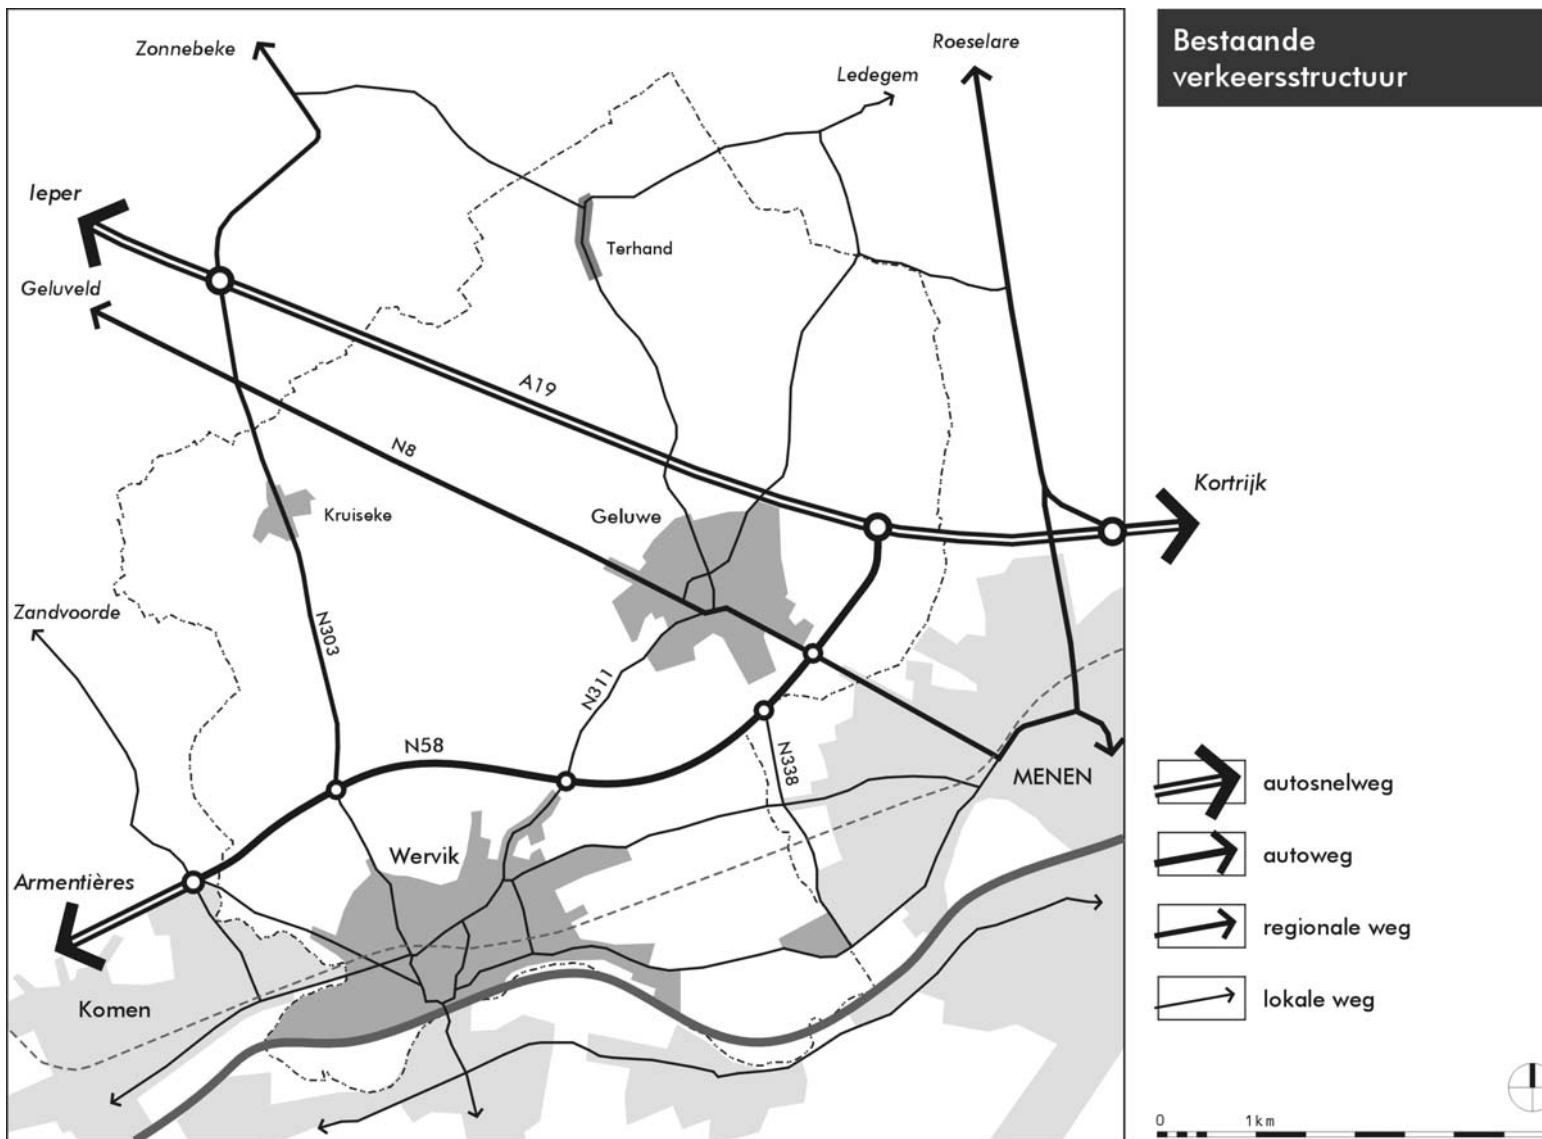 Bestaande
verkeersstructuur
Zonnebeke
Roeselare
Ledegem
Ieper
Terhand
Geluveld
A19
N8
Kortrijk
Kruiseke
Geluwe
Zandvoorde
N303
N311
N58
N338
MENEN
autosnelweg
Wervik
autoweg
Armentières
regionale weg
Komen
lokale weg
0 1km